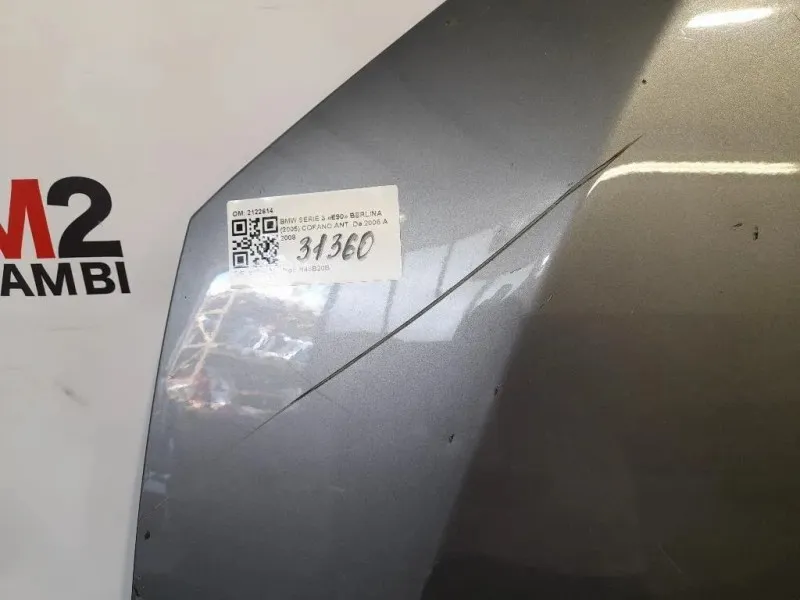 M2
AMBI
OM: 2122614
BMW SERIE 3 «E90» BERLINA
(2005) COFANO ANT. Da 2005 A
2008
31360